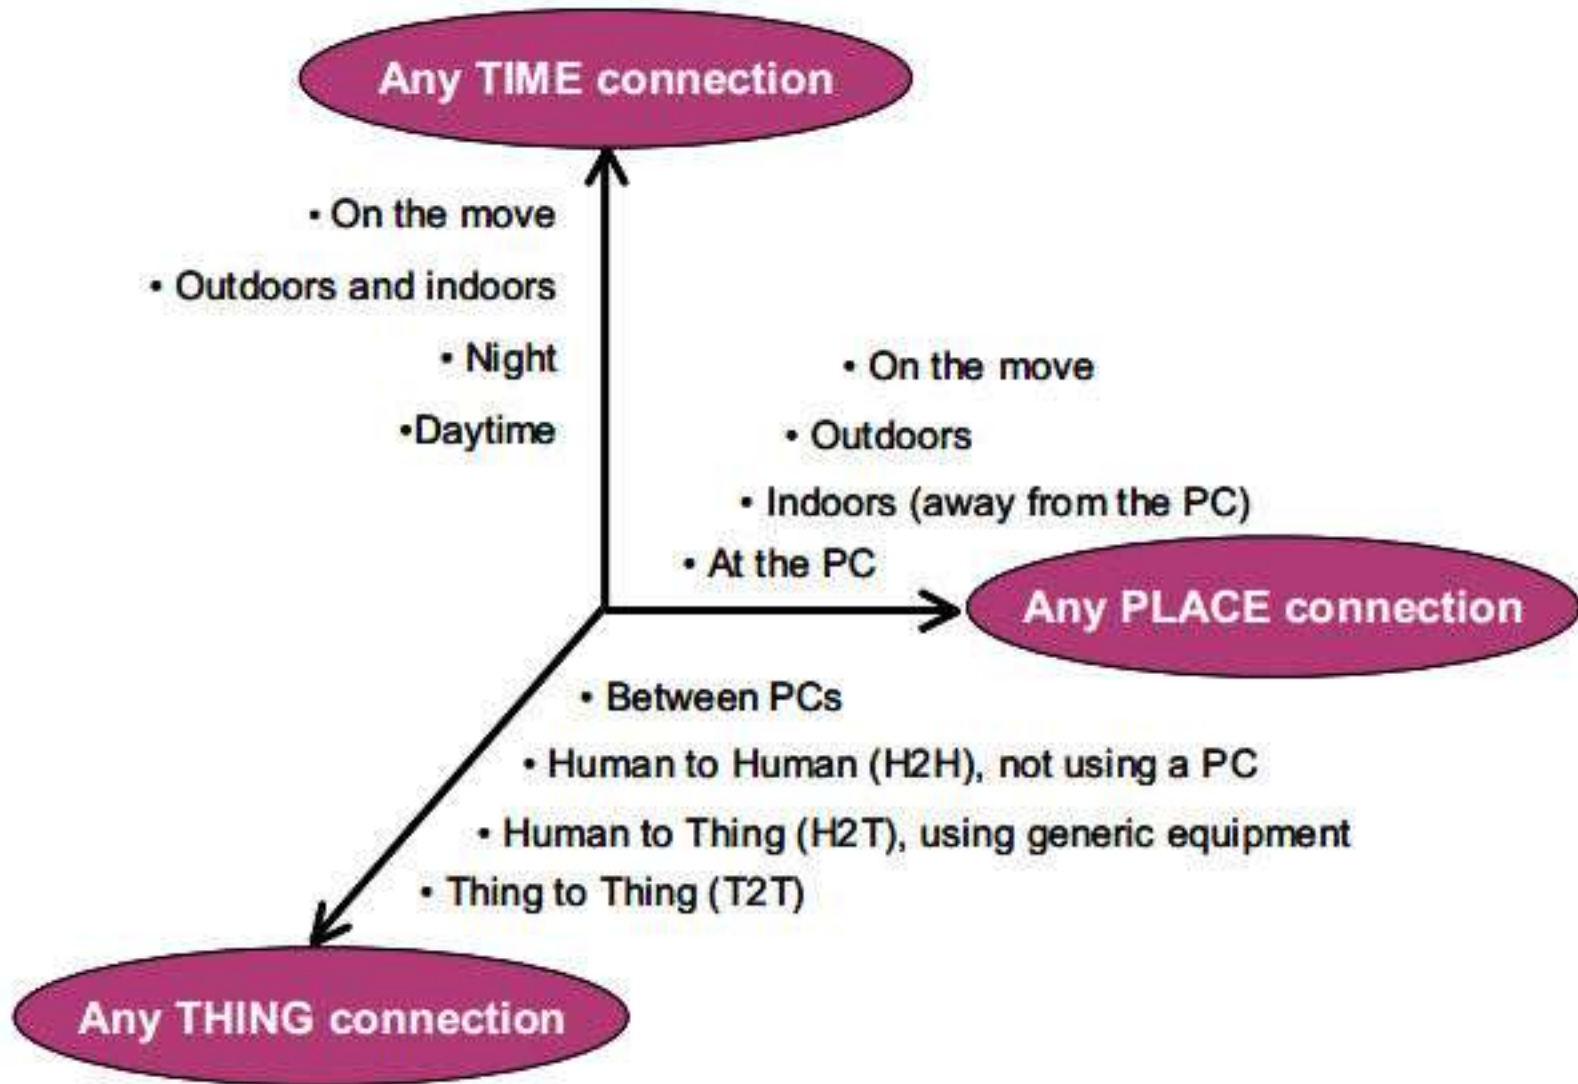 Any TIME connection
• On the move
• Outdoors and indoors
• Night
•Daytime
• On the move
• Outdoors
• Indoors (away from the PC)
• At the PC
Any PLACE connection
• Between PCs
• Human to Human (H2H), not using a PC
• Human to Thing (H2T), using generic equipment
• Thing to Thing (T2T)
Any THING connection